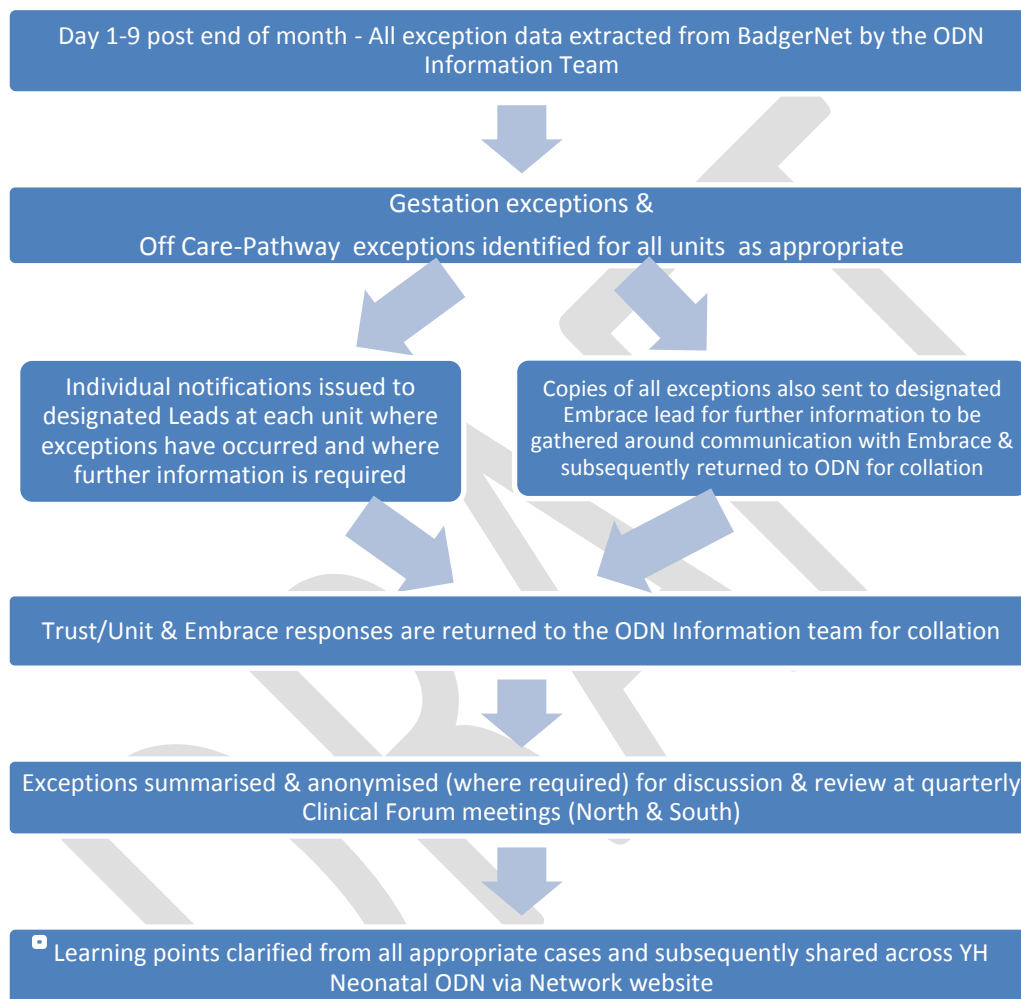 Day 1-9 post end of month - All exception data extracted from BadgerNet by the ODN
Information Team
Gestation exceptions &
Off Care-Pathway exceptions identified for all units as appropriate
Individual notifications issued to
designated Leads at each unit where
exceptions have occurred and where
further information is required
Copies of all exceptions also sent to designated
Embrace lead for further information to be
gathered around communication with Embrace &
subsequently returned to ODN for collation
Trust/Unit & Embrace responses are returned to the ODN Information team for collation
Exceptions summarised & anonymised (where required) for discussion & review at quarterly
Clinical Forum meetings (North & South)
Learning points clarified from all appropriate cases and subsequently shared across YH
Neonatal ODN via Network website